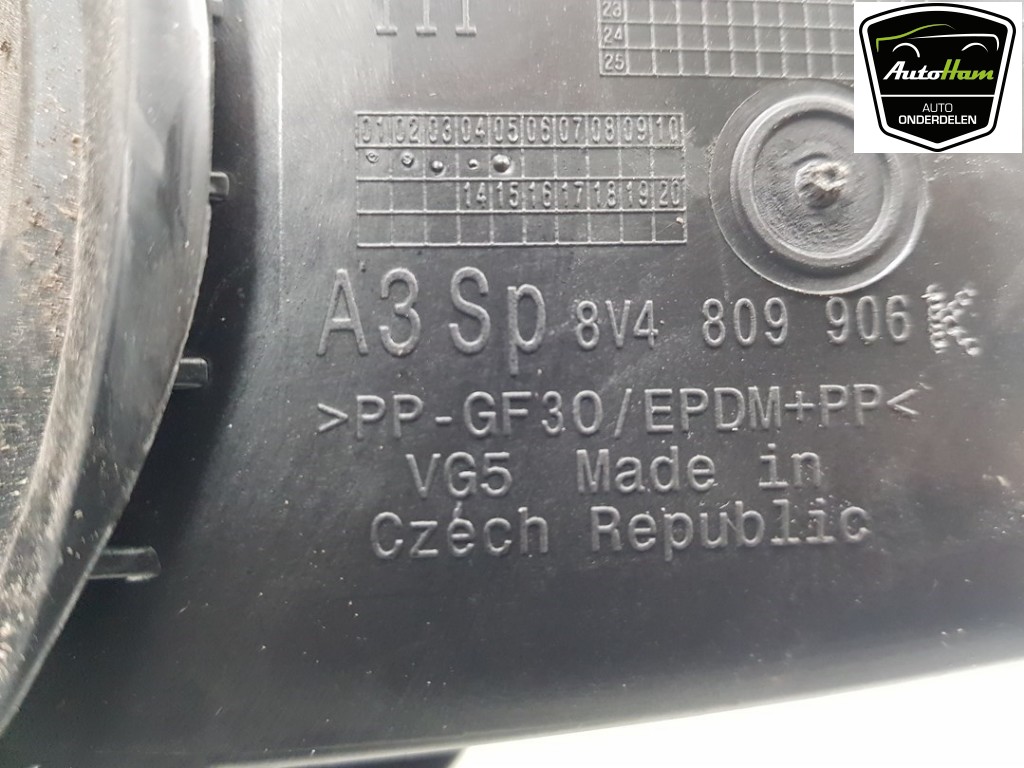 23
24
25
AutoHam
AUTO
ONDERDELEN
01 02 03 04 05 06 07 08 09 10
14 15 16 17 18 19 20
A3 Sp 8V4 809 906
>PP-GF30/EPDM+PP<
VG5 Made in
Czech Republic